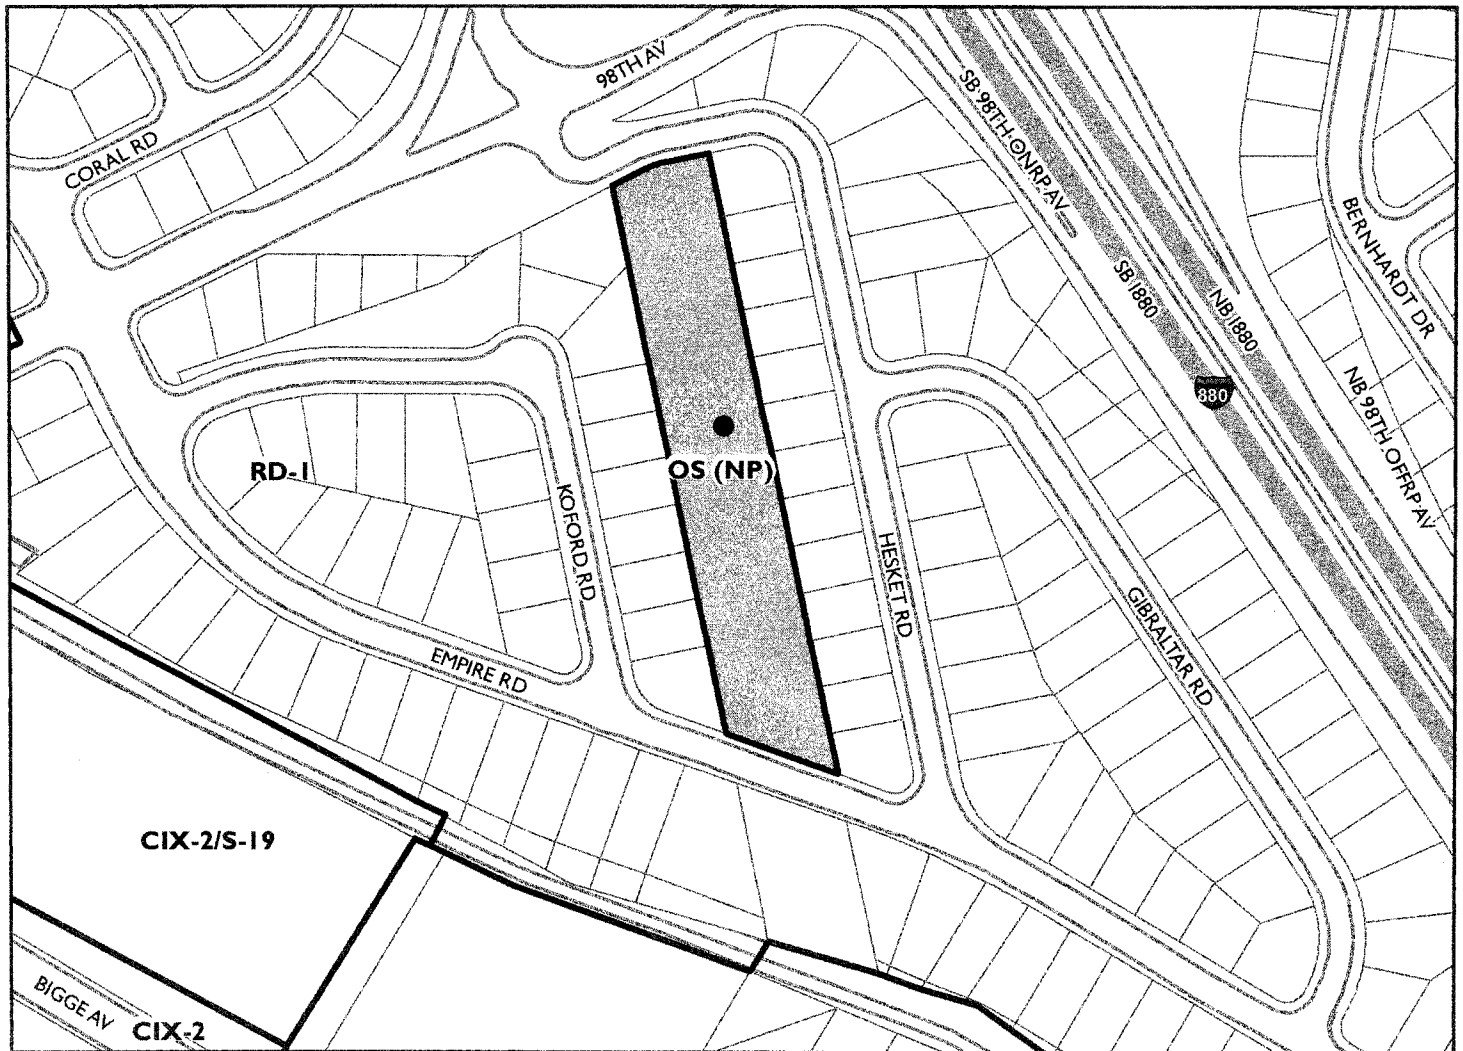 98TH AV
SB 98TH ONRP AV
CORAL RD
BERNHARDT DR
SB I880
NB I880
880
NB 98TH OFFRP AV
RD-1
OS (NP)
KOFORD RD
HESKET RD
GIBRALTAR RD
EMPIRE RD
CIX-2/S-19
BIGGE AV
CIX-2